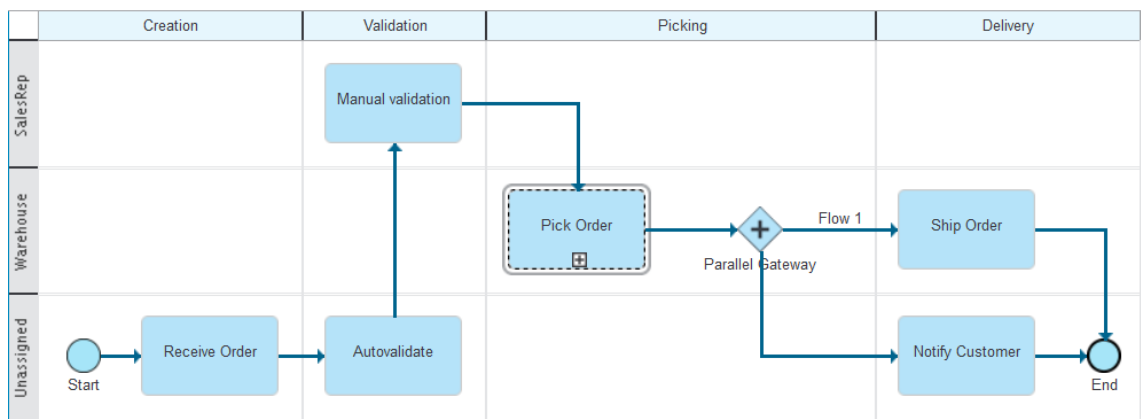 Creation
Validation
Picking
Delivery
SalesRep
Manual validation
Warehouse
Pick Order
Parallel Gateway
Flow 1
Ship Order
Unassigned
Start
Receive Order
Autovalidate
Notify Customer
End